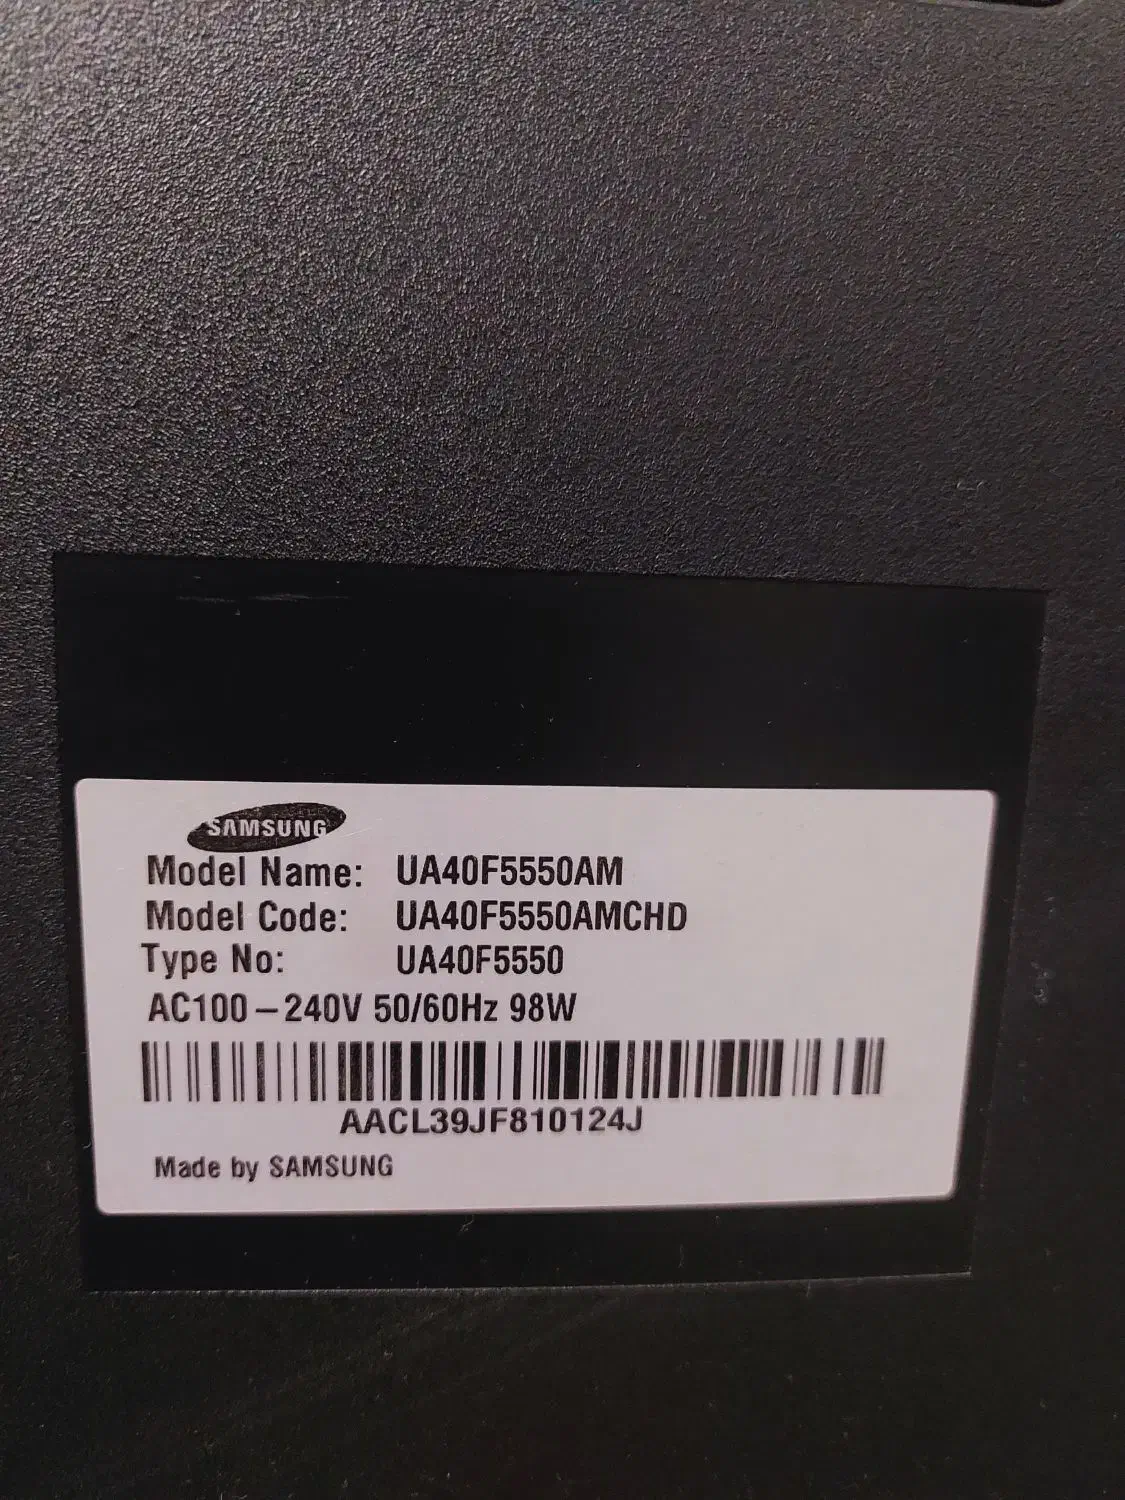 SAMSUNG
Model Name: UA40F5550AM
Model Code: UA40F5550AMCHD
Type No: UA40F5550
AC100-240V 50/60Hz 98W
AACL39JF810124J
Made by SAMSUNG